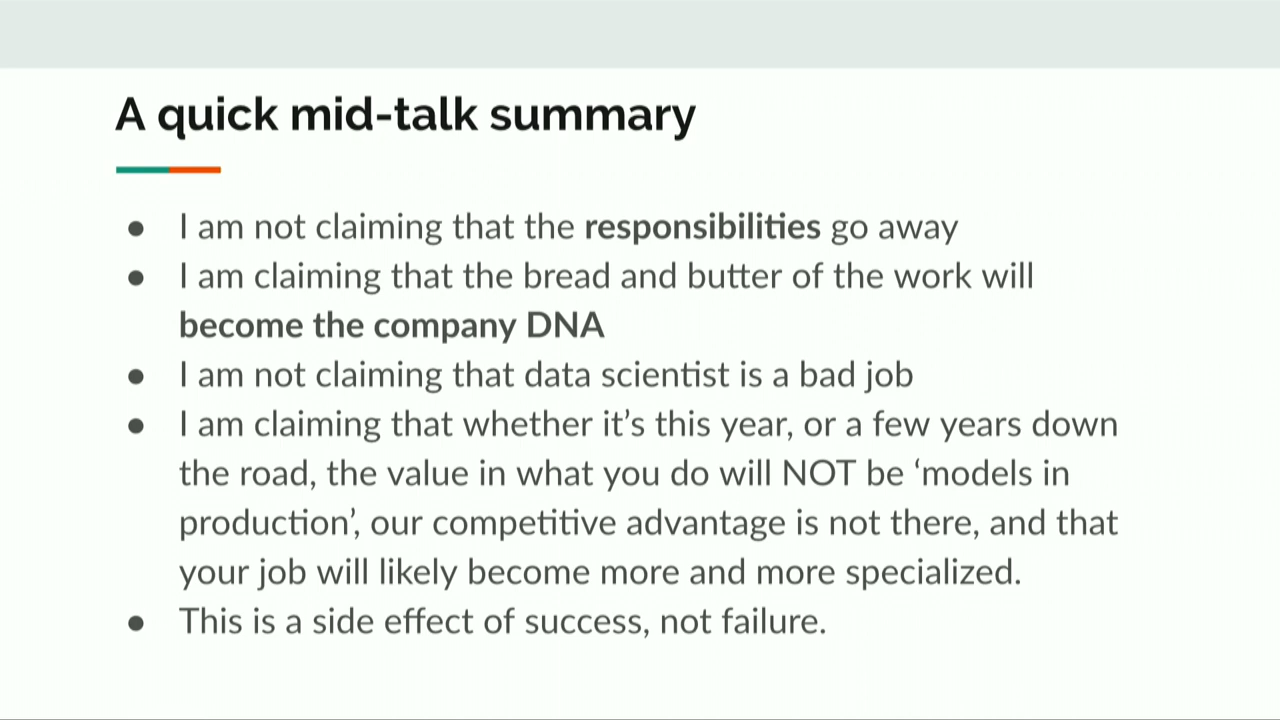 A quick mid-talk summary
● I am not claiming that the responsibilities go away
● I am claiming that the bread and butter of the work will
become the company DNA
● I am not claiming that data scientist is a bad job
● I am claiming that whether it’s this year, or a few years down
the road, the value in what you do will NOT be ‘models in
production’, our competitive advantage is not there, and that
your job will likely become more and more specialized.
● This is a side effect of success, not failure.